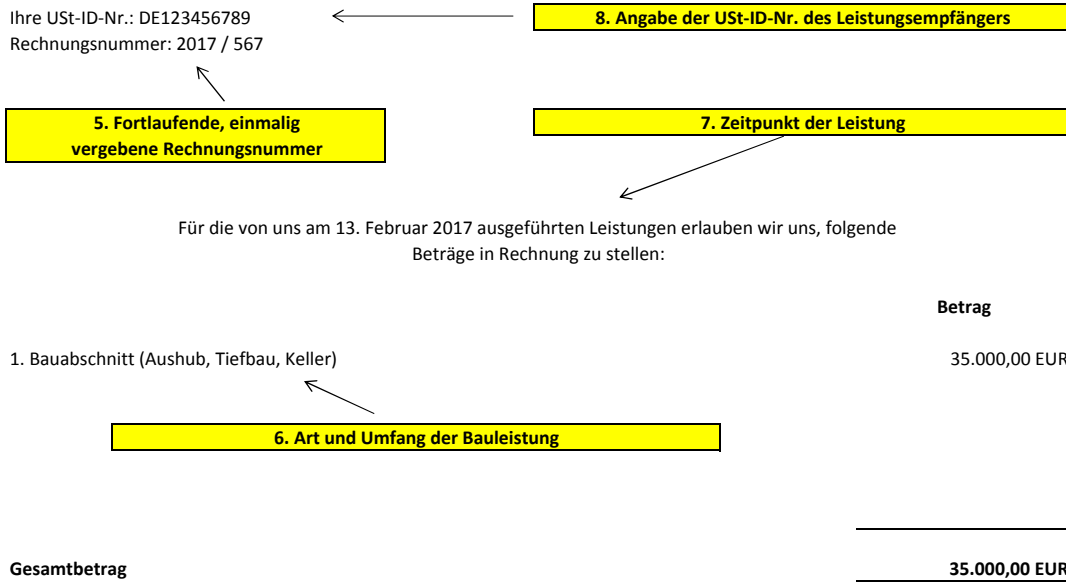 Ihre USt-ID-Nr.: DE123456789
8. Angabe der USt-ID-Nr. des Leistungsempfängers
Rechnungsnummer: 2017 / 567
5. Fortlaufende, einmalig
vergebene Rechnungsnummer
7. Zeitpunkt der Leistung
Für die von uns am 13. Februar 2017 ausgeführten Leistungen erlauben wir uns, folgende
Beträge in Rechnung zu stellen:
Betrag
1. Bauabschnitt (Aushub, Tiefbau, Keller) 35.000,00 EUR
6. Art und Umfang der Bauleistung
Gesamtbetrag 35.000,00 EUR